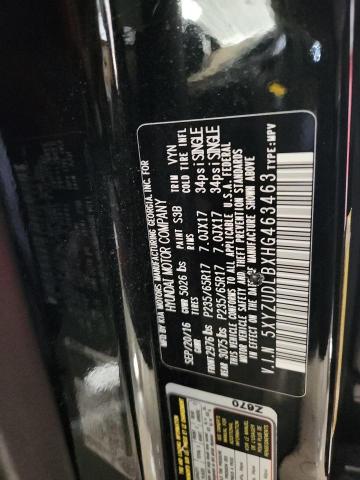 MFD BY KIA MOTORS MANUFACTURING GEORGIA, INC. FOR
HYUNDAI MOTOR COMPANY
SEP/20/16 PAINT S3B TRIM VYN
GVWR 5026 lbs
GAWR TIRES RIMS COLD TIRE INFL
FRONT 2976 lbs P235/65R17 7.0JX17 34psi SINGLE
REAR 3075 lbs P235/65R17 7.0JX17 34psi SINGLE
THIS VEHICLE CONFORMS TO ALL APPLICABLE U.S.A. FEDERAL
MOTOR VEHICLE SAFETY AND THEFT PREVENTION
STANDARDS IN EFFECT ON THE DATE OF MANUFACTURE SHOWN ABOVE.
V.I.N: 5XYZUDLBXHG463463 TYPE: MPV
Z670